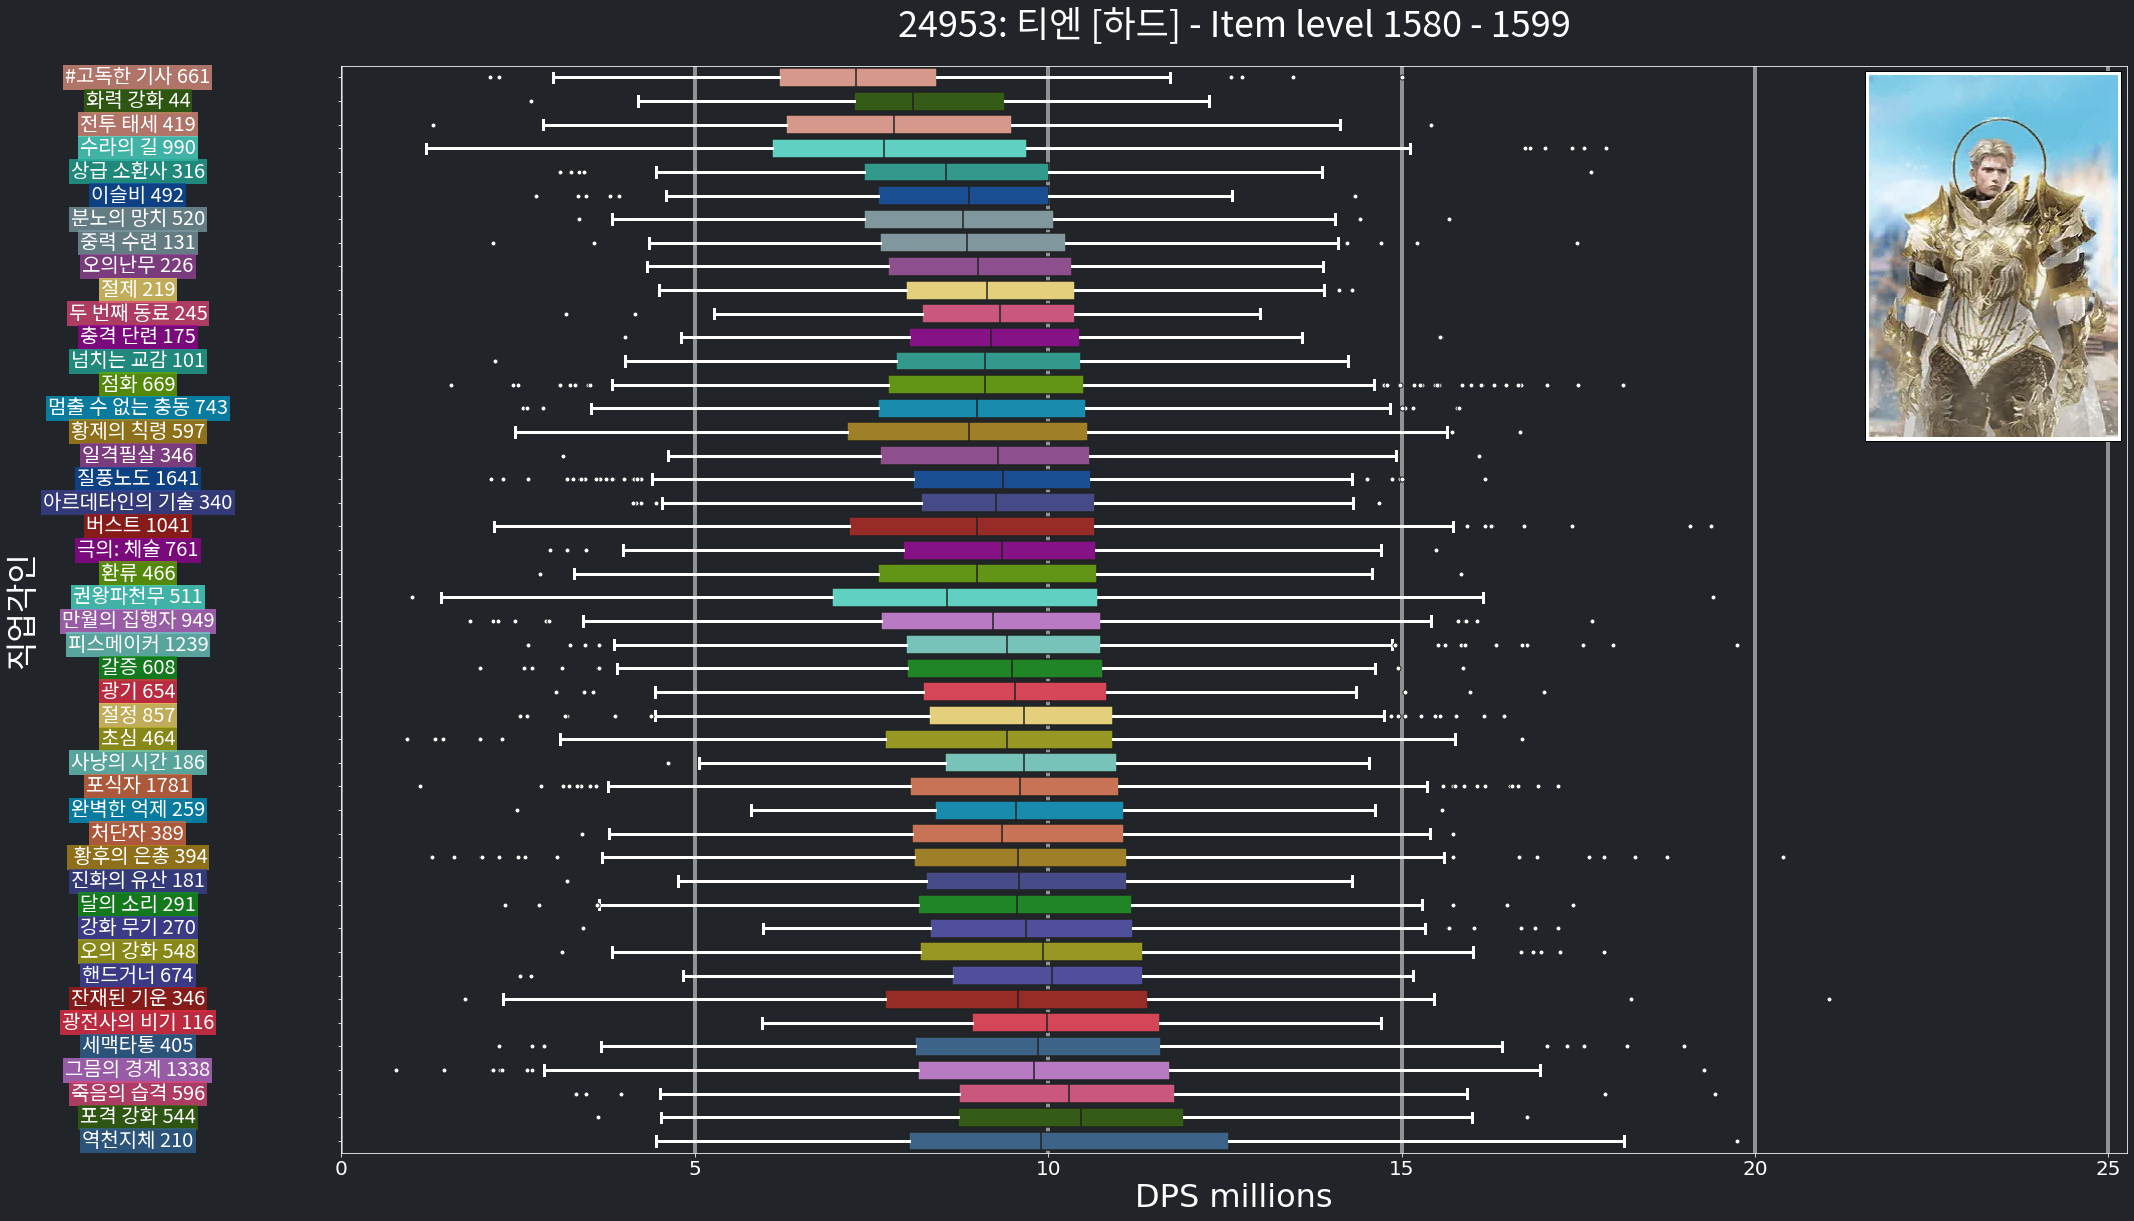 24953: 티엔 [하드] - Item level 1580 - 1599
직업각인
#고독한 기사 661
화력 강화 44
전투 태세 419
수라의 길 990
상급 소환사 316
이슬비 492
분노의 망치 520
중력 수련 131
오의난무 226
절제 219
두 번째 동료 245
충격 단련 175
넘치는 교감 101
점화 669
멈출 수 없는 충동 743
황제의 칙령 597
일격필살 346
질풍노도 1641
아르데타인의 기술 340
버스트 1041
극의: 체술 761
환류 466
권왕파천무 511
만월의 집행자 949
피스메이커 1239
갈증 608
광기 654
절정 857
초심 464
사냥의 시간 186
포식자 1781
완벽한 억제 259
처단자 389
황후의 은총 394
진화의 유산 181
달의 소리 291
강화 무기 270
오의 강화 548
핸드거너 674
잔재된 기운 346
광전사의 비기 116
세맥타통 405
그믐의 경계 1338
죽음의 습격 596
포격 강화 544
역천지체 210
0 5 10 15 20 25
DPS millions